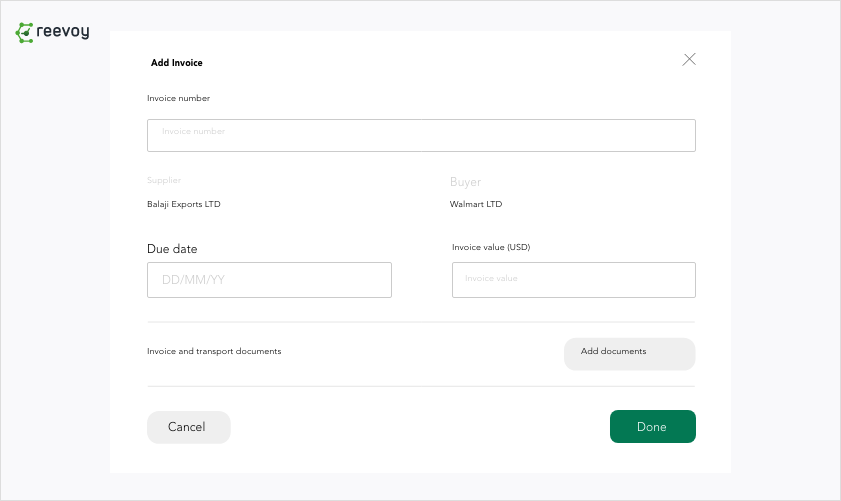 reevoy
Add Invoice
Invoice number
Invoice number
Supplier
Buyer
Balaji Exports LTD
Walmart LTD
Due date
Invoice value (USD)
DD/MM/YY
Invoice value
Invoice and transport documents
Add documents
Cancel
Done